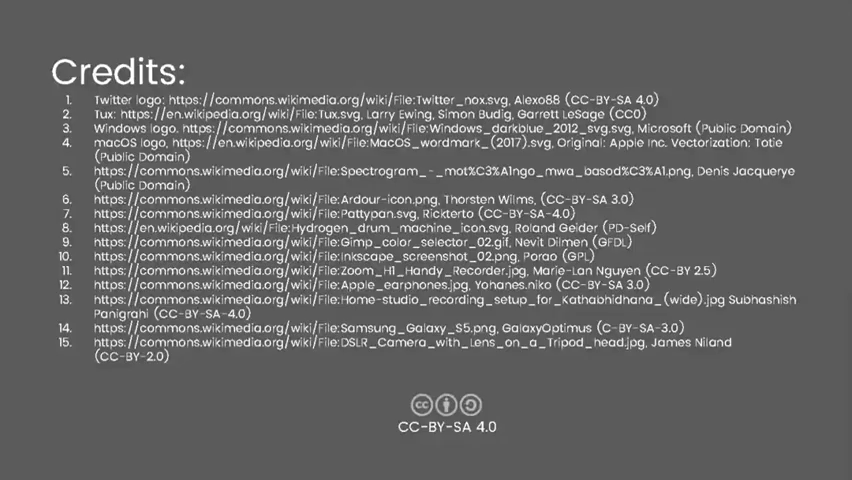 Credits:
1. Twitter logo: https://commons.wikimedia.org/wiki/File:Twitter_nox.svg, Alexo88 (CC-BY-SA 4.0)
2. Tux: https://en.wikipedia.org/wiki/File:Tux.svg, Larry Ewing, Simon Budig, Garrett LeSage (CC0)
3. Windows logo. https://commons.wikimedia.org/wiki/File:Windows_darkblue_2012_svg.svg, Microsoft (Public Domain)
4. macOS logo, https://en.wikipedia.org/wiki/File:MacOS_wordmark_(2017).svg, Original: Apple Inc. Vectorization: Totie
(Public Domain)
5. https://commons.wikimedia.org/wiki/File:Spectrogram_-_mot%C3%A1ngo_mwa_basod%C3%A1.png, Denis Jacquerye
(Public Domain)
6. https://commons.wikimedia.org/wiki/File:Ardour-icon.png, Thorsten Wilms, (CC-BY-SA 3.0)
7. https://commons.wikimedia.org/wiki/File:Pattypan.svg, Rickterto (CC-BY-SA-4.0)
8. https://en.wikipedia.org/wiki/File:Hydrogen_drum_machine_icon.svg, Roland Geider (PD-Self)
9. https://commons.wikimedia.org/wiki/File:Gimp_color_selector_02.gif, Nevit Dilmen (GFDL)
10. https://commons.wikimedia.org/wiki/File:Inkscape_screenshot_02.png, Porao (GPL)
11. https://commons.wikimedia.org/wiki/File:Zoom_H1_Handy_Recorder.jpg, Marie-Lan Nguyen (CC-BY 2.5)
12. https://commons.wikimedia.org/wiki/File:Apple_earphones.jpg, Yohanes.niko (CC-BY-SA 3.0)
13. https://commons.wikimedia.org/wiki/File:Home-studio_recording_setup_for_Kathabhidhana_(wide).jpg Subhashish
Panigrahi (CC-BY-SA-4.0)
14. https://commons.wikimedia.org/wiki/File:Samsung_Galaxy_S5.png, GalaxyOptimus (C-BY-SA-3.0)
15. https://commons.wikimedia.org/wiki/File:DSLR_Camera_with_Lens_on_a_Tripod_head.jpg, James Niland
(CC-BY-2.0)
cc
CC-BY-SA 4.0